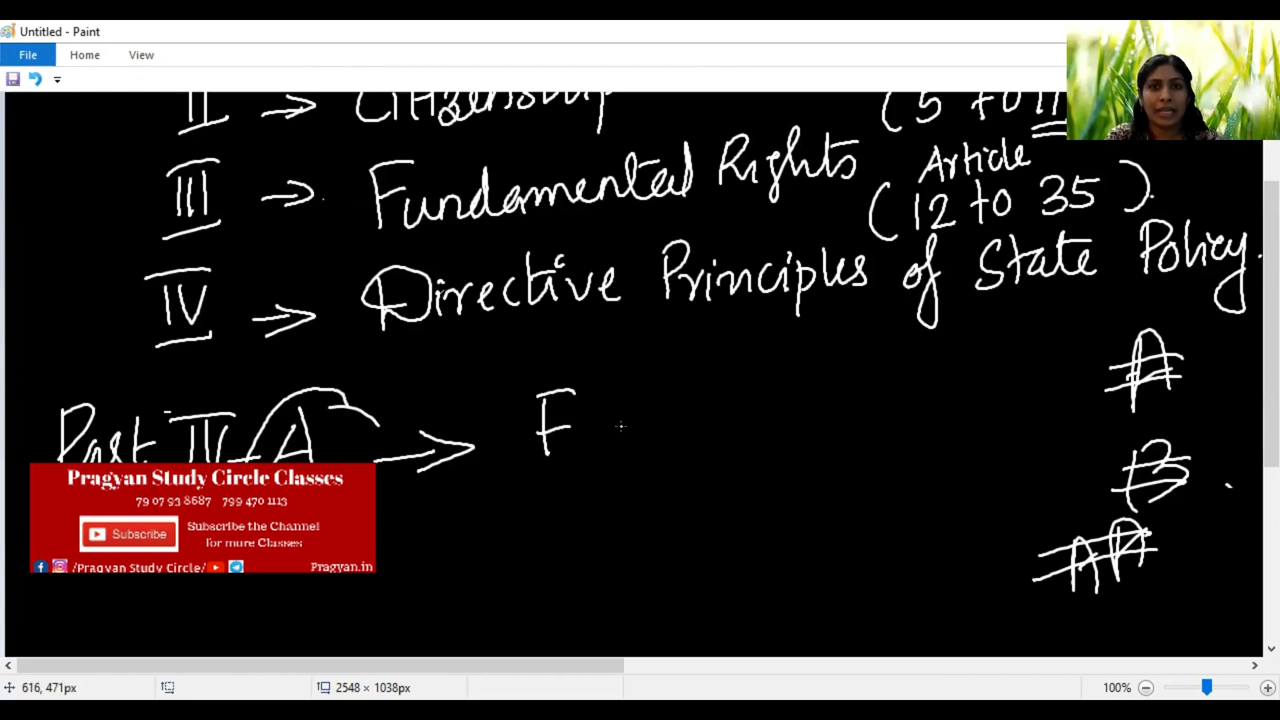 Untitled - Paint
File Home View
II → Citizenship (5 to 11
III → Fundamental Rights Article
(12 to 35).
IV → Directive Principles of State Policy.
A
Part IV A → F
B.
AA
Pragyan Study Circle Classes
79 07 93 8687 799 470 1113
Subscribe Subscribe the Channel
for more Classes
/Pragyan Study Circle/ Pragyan.in
616, 471px 2548 × 1038px 100%